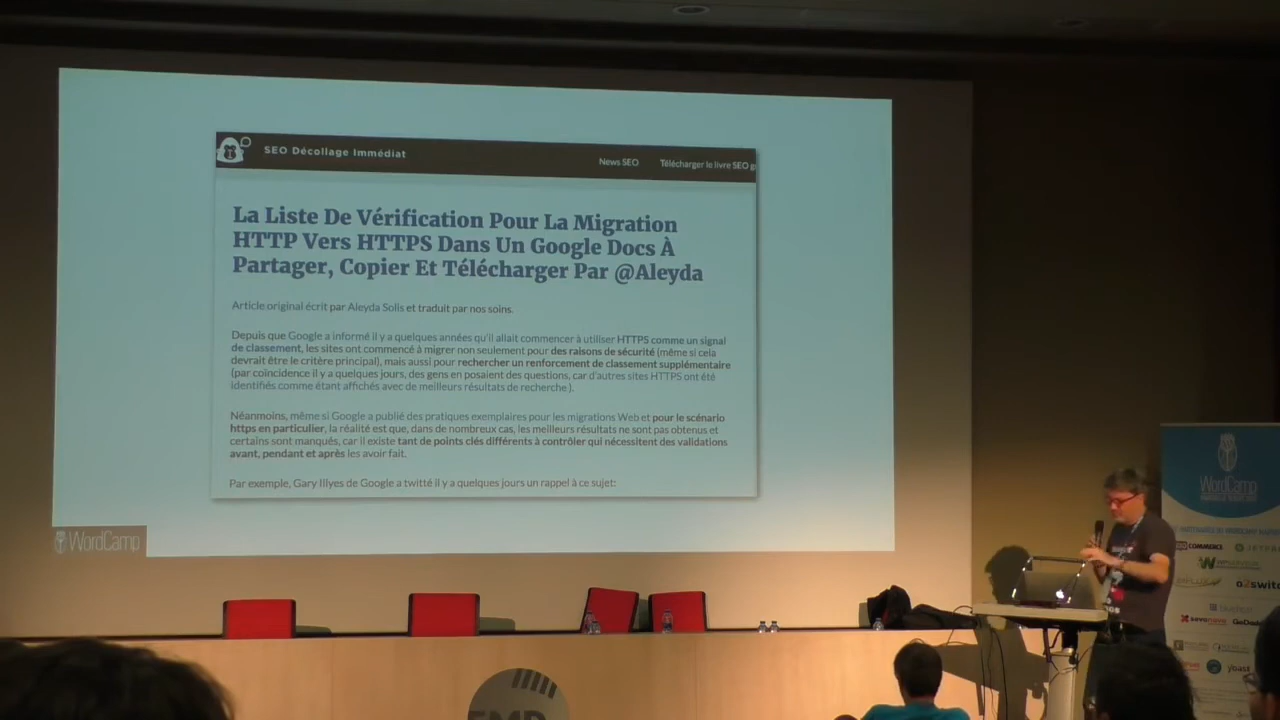 SEO Décollage Immédiat
News SEO
Télécharger le livre SEO
La Liste De Vérification Pour La Migration
HTTP Vers HTTPS Dans Un Google Docs À
Partager, Copier Et Télécharger Par @Aleyda
Article original écrit par Aleyda Solis et traduit par nos soins.
Depuis que Google a informé il y a quelques années qu'il allait commencer à utiliser HTTPS comme un signal
de classement, les sites ont commencé à migrer non seulement pour des raisons de sécurité (même si cela
devrait être le critère principal), mais aussi pour rechercher un renforcement de classement supplémentaire
(par coïncidence il y a quelques jours, des gens en posaient des questions, car d'autres sites HTTPS ont été
identifiés comme étant affichés avec de meilleurs résultats de recherche).
Néanmoins, même si Google a publié des pratiques exemplaires pour les migrations Web et pour le scénario
https en particulier, la réalité est que, dans de nombreux cas, les meilleurs résultats ne sont pas obtenus et
certains sont manqués, car il existe tant de points clés différents à contrôler qui nécessitent des validations
avant, pendant et après les avoir fait.
Par exemple, Gary Illyes de Google a twitté il y a quelques jours un rappel à ce sujet:
WordCamp
WordCamp
COMMERCE
o2switch
GoDaddy
yoast